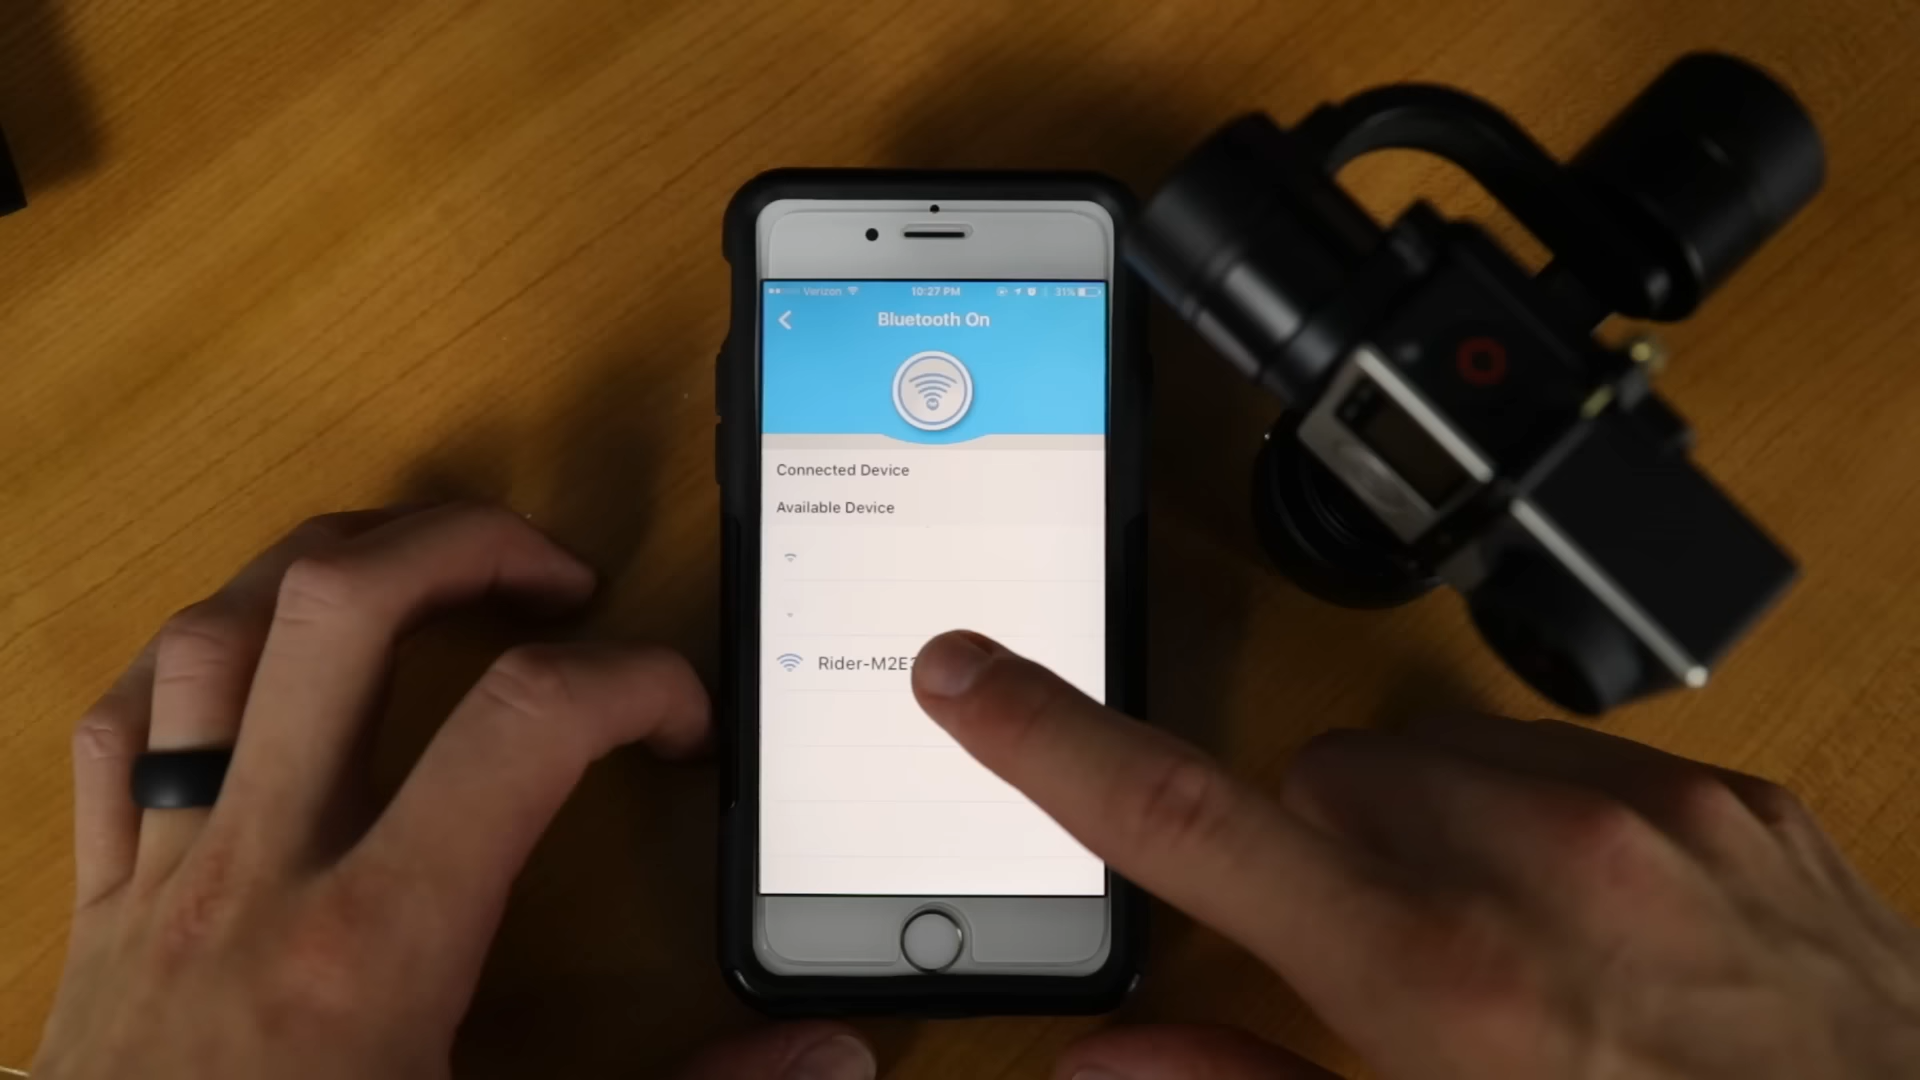 Verizon 10:27 PM 31%
Bluetooth On
Connected Device
Available Device
Rider-M2E